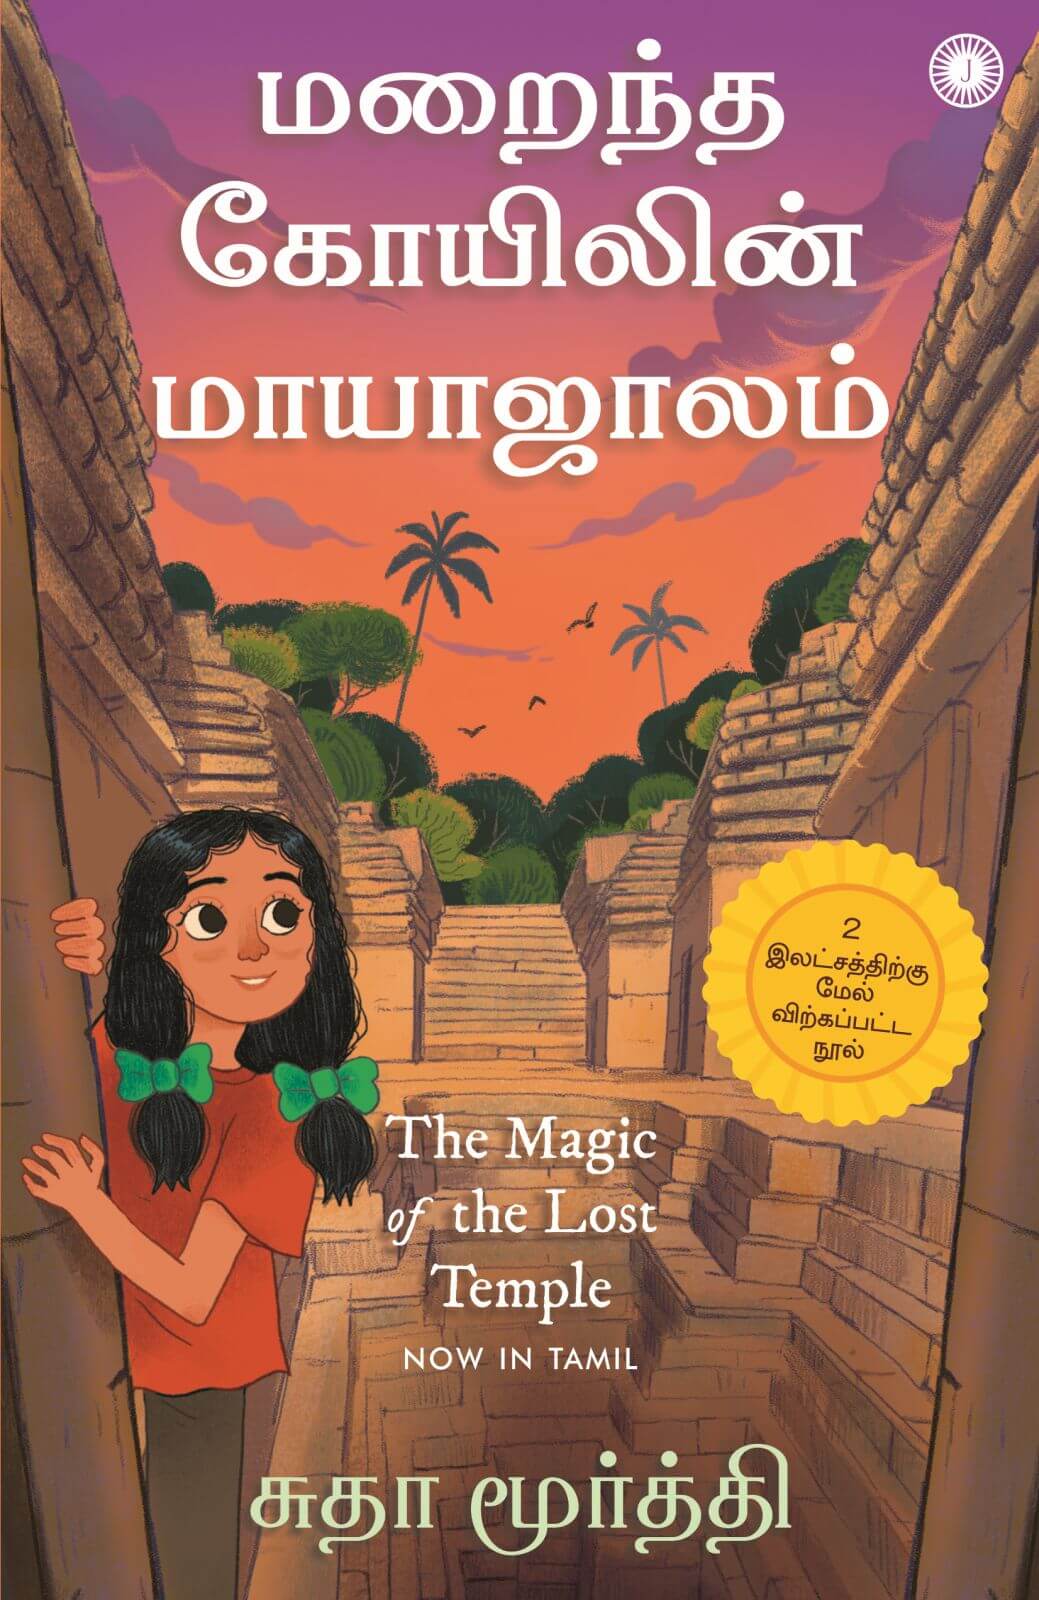 J
மறைந்த
கோயிலின்
மாயாஜாலம்
2
இலட்சத்திற்கு
மேல்
விற்கப்பட்ட
நூல்
The Magic
of the Lost
Temple
NOW IN TAMIL
சுதா மூர்த்தி